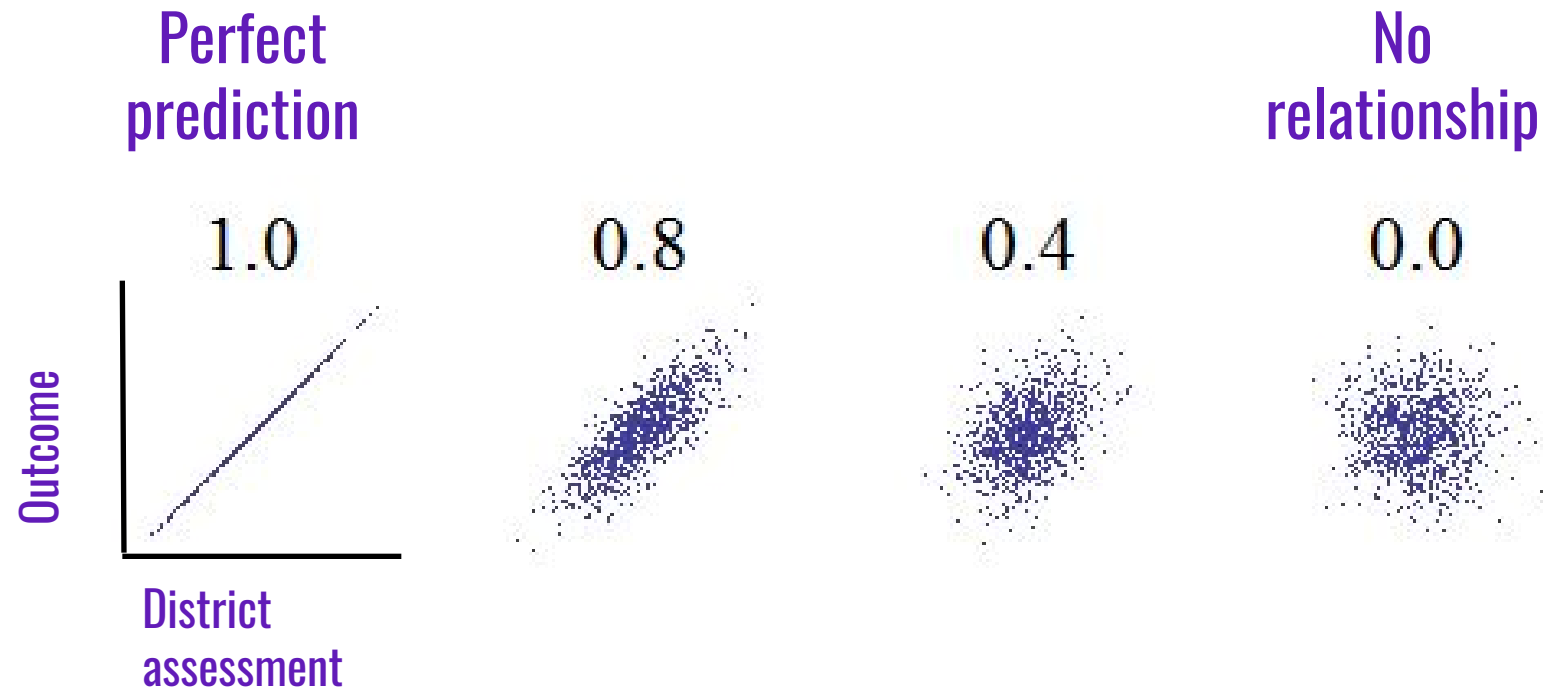 Perfect
prediction
No
relationship
1.0
0.8
0.4
0.0
Outcome
District
assessment